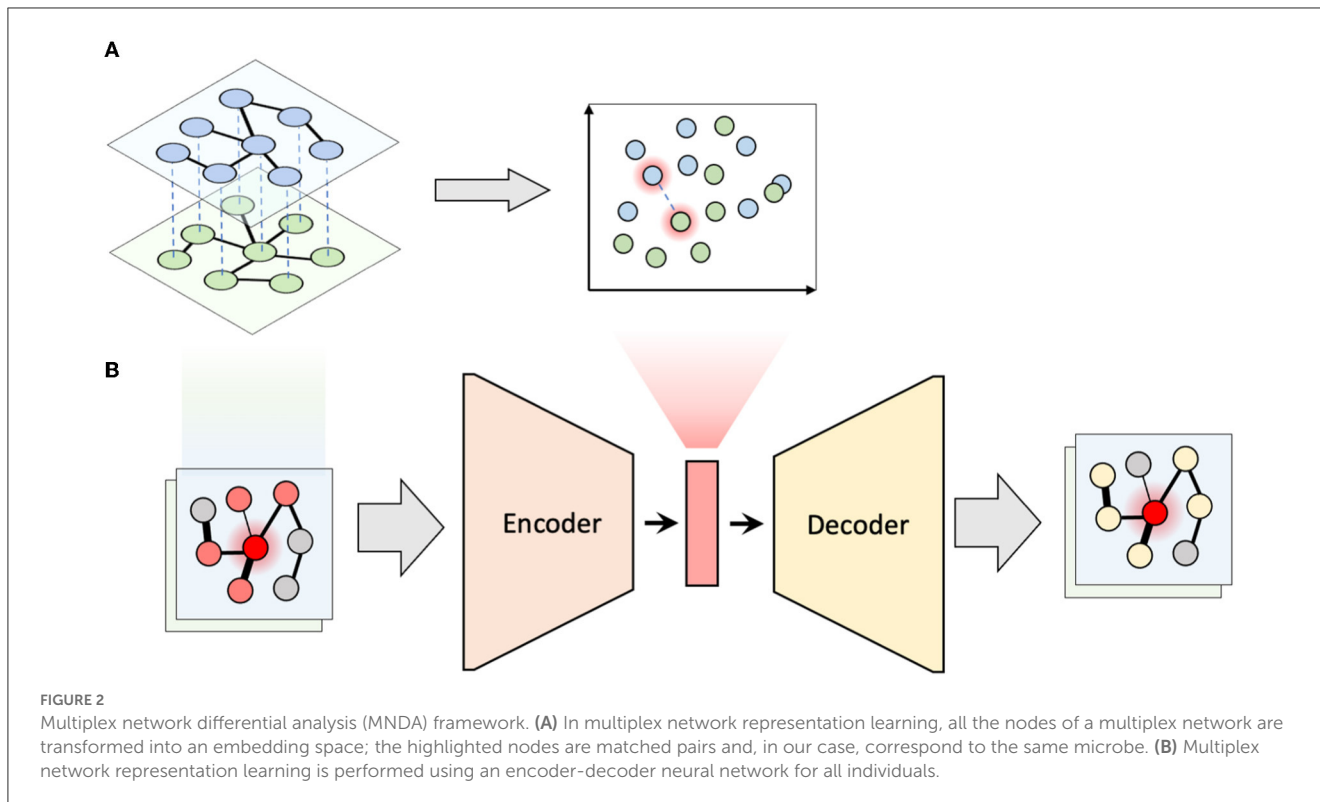 A
B
Encoder
Decoder
FIGURE 2
Multiplex network differential analysis (MNDA) framework. (A) In multiplex network representation learning, all the nodes of a multiplex network are
transformed into an embedding space; the highlighted nodes are matched pairs and, in our case, correspond to the same microbe. (B) Multiplex
network representation learning is performed using an encoder-decoder neural network for all individuals.